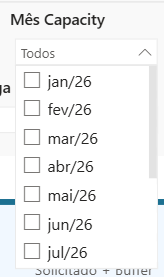 Mês Capacity
Todos
ga
jan/26
fev/26
mar/26
abr/26
mai/26
jun/26
jul/26
Solicitado + Buffer